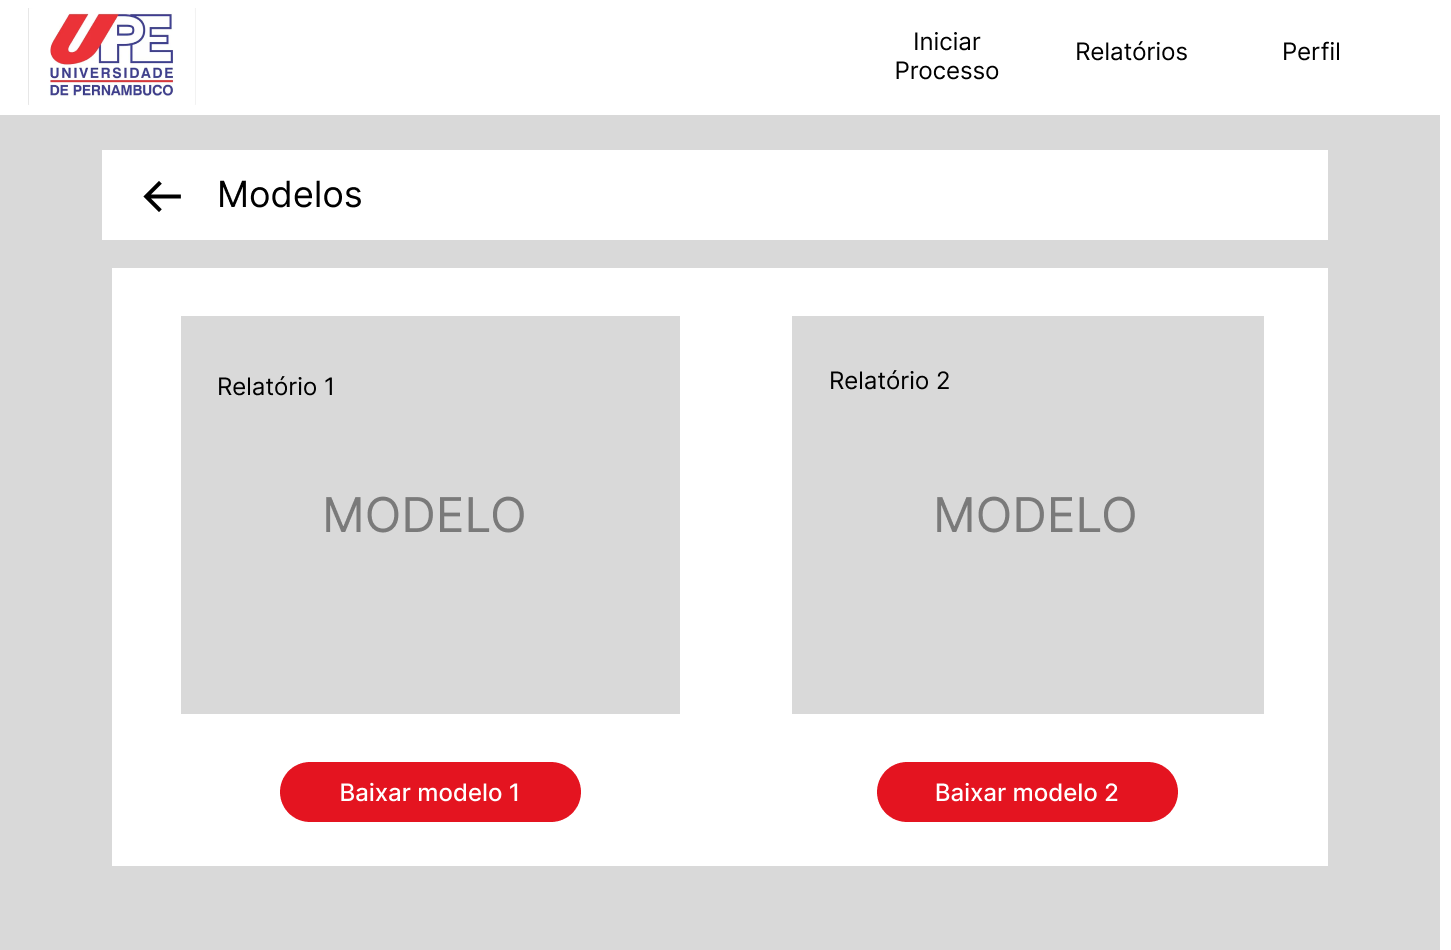 UPE
UNIVERSIDADE
DE PERNAMBUCO
Iniciar
Processo
Relatórios
Perfil
Modelos
Relatório 1
MODELO
Relatório 2
MODELO
Baixar modelo 1
Baixar modelo 2